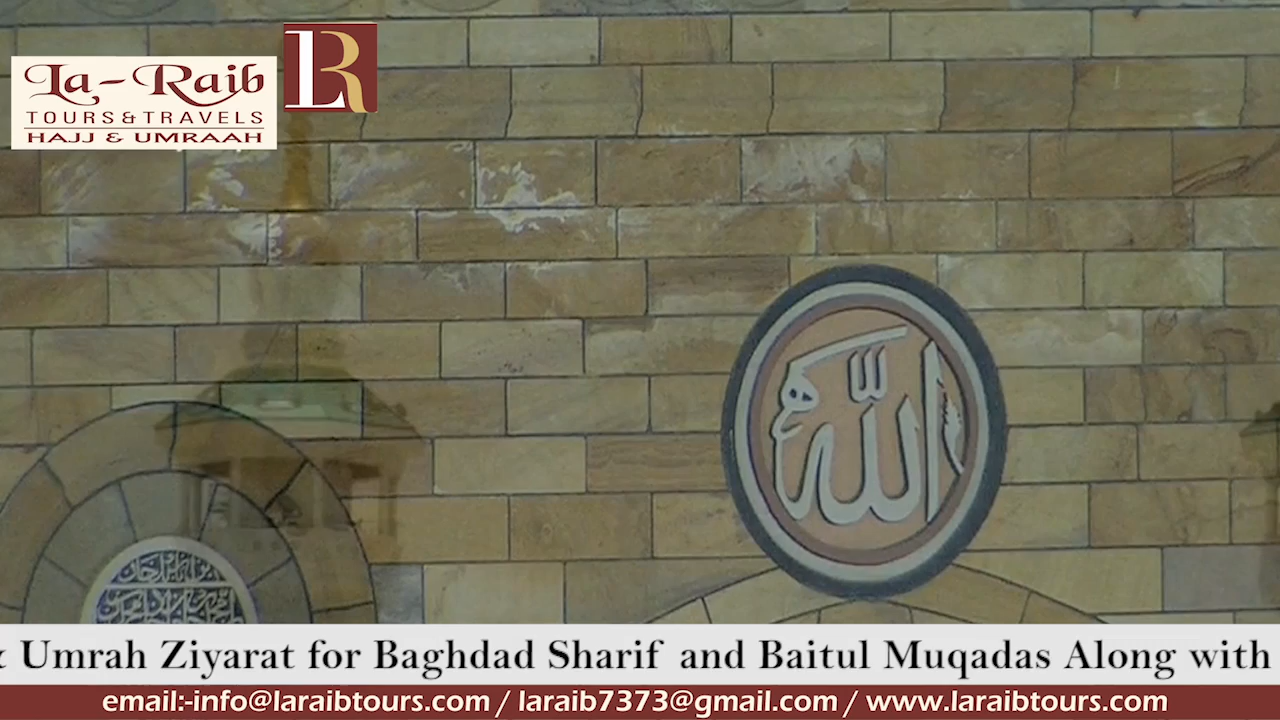 La-Raib
TOURS & TRAVELS
HAJJ & UMRAAH
LR
الله
Umrah Ziyarat for Baghdad Sharif and Baitul Muqadas Along with
email:-info@laraibtours.com / laraib7373@gmail.com / www.laraibtours.com